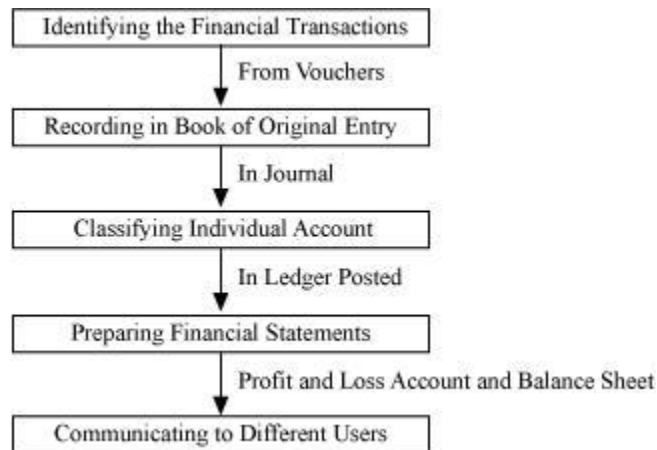 Identifying the Financial Transactions
From Vouchers
Recording in Book of Original Entry
In Journal
Classifying Individual Account
In Ledger Posted
Preparing Financial Statements
Profit and Loss Account and Balance Sheet
Communicating to Different Users